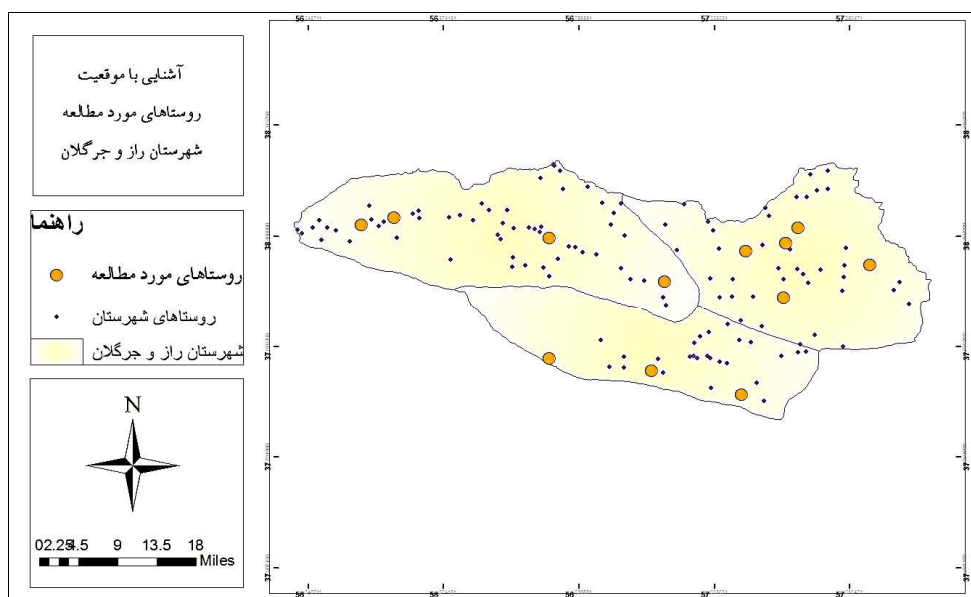 آشنایی با موقعیت
روستاهای مورد مطالعه
شهرستان راز و جرگلان
راهنما
روستاهای مورد مطالعه
روستاهای شهرستان
شهرستان راز و جرگلان
N
02.254.5 9 13.5 18
Miles